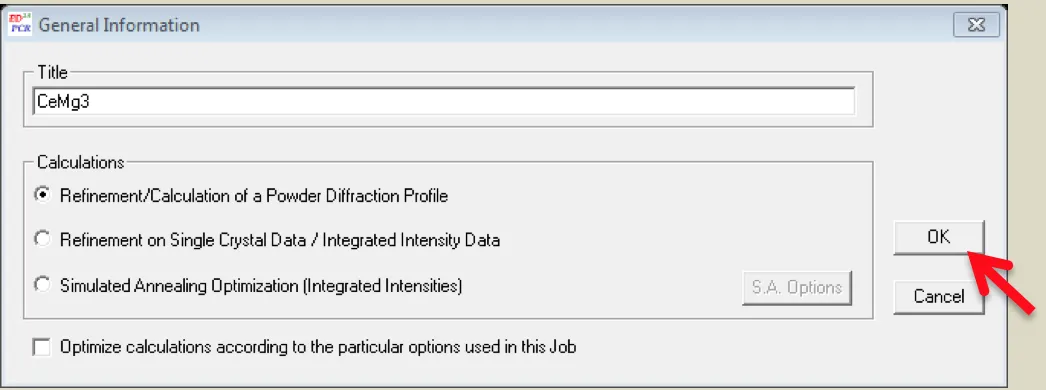 ED
PCR
General Information
Title
CeMg3
Calculations
Refinement/Calculation of a Powder Diffraction Profile
Refinement on Single Crystal Data / Integrated Intensity Data
OK
Simulated Annealing Optimization (Integrated Intensities)
S.A. Options
Cancel
Optimize calculations according to the particular options used in this Job